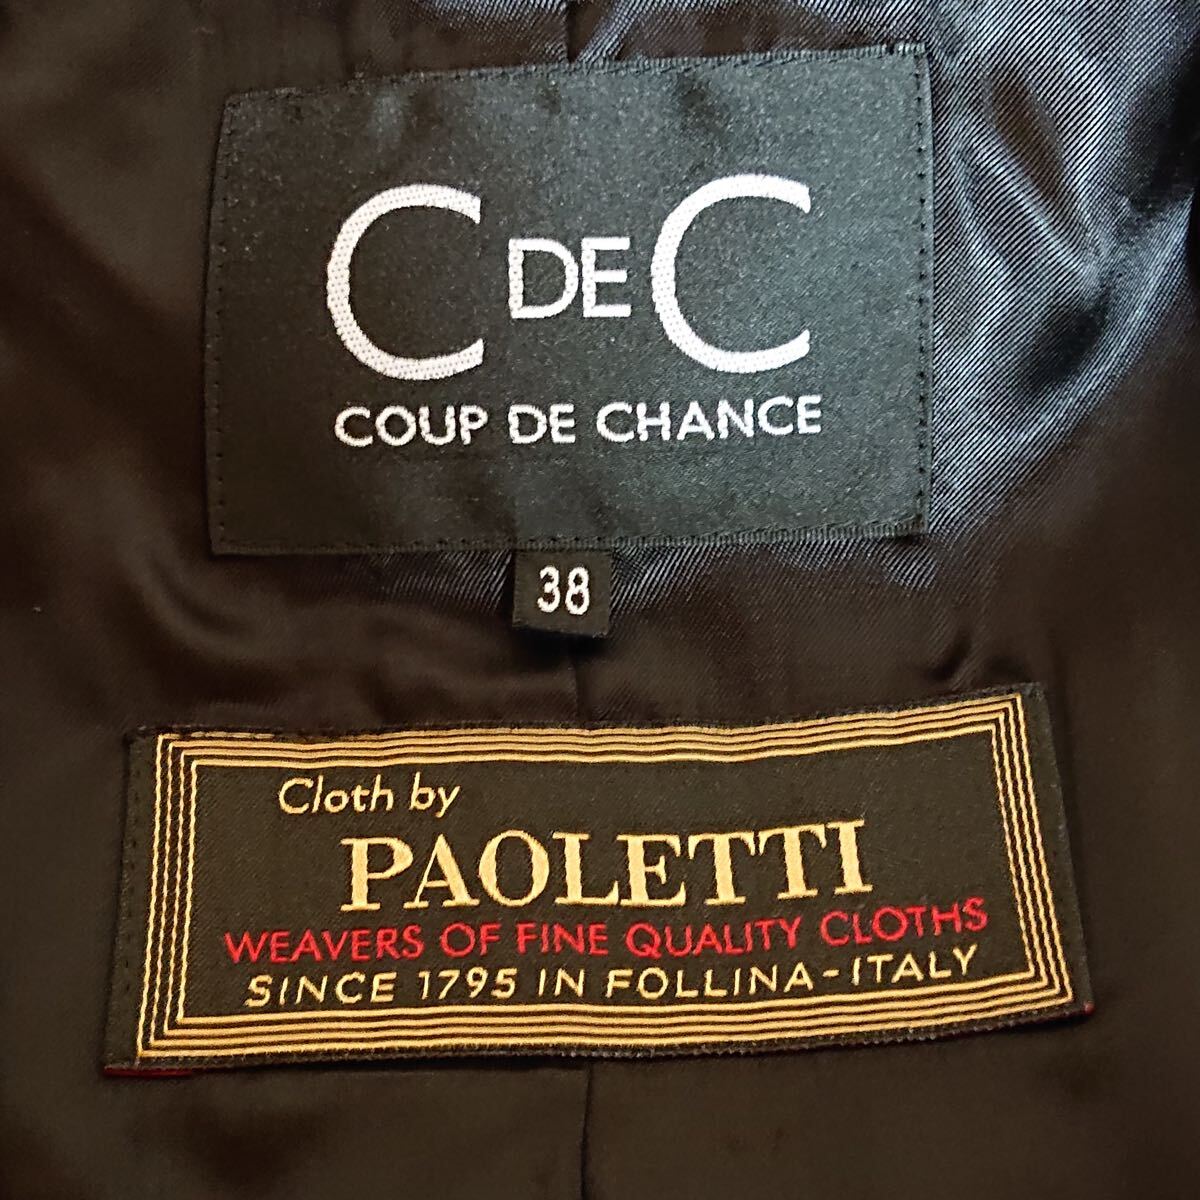 C DE C
COUP DE CHANCE
38
Cloth by
PAOLETTI
WEAVERS OF FINE QUALITY CLOTHS
SINCE 1795 IN FOLLINA-ITALY